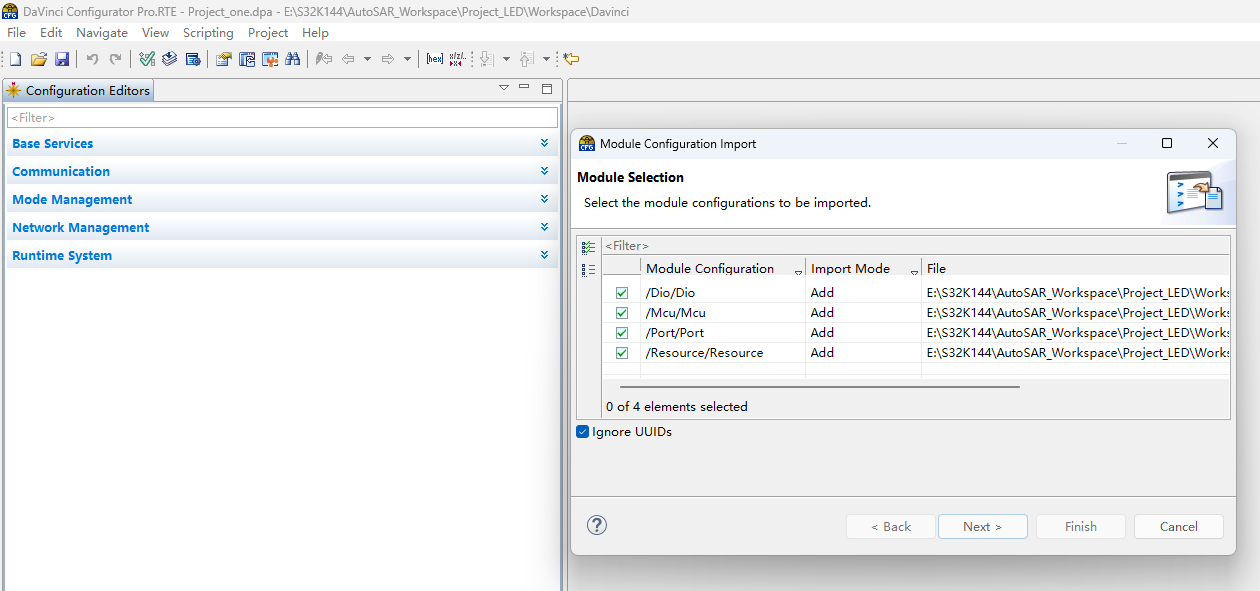 DaVinci Configurator Pro.RTE - Project_one.dpa - E:\S32K144\AutoSAR_Workspace\Project_LED\Workspace\Davinci
File Edit Navigate View Scripting Project Help
[hex]
Configuration Editors
<Filter>
Base Services
Communication
Mode Management
Network Management
Runtime System
Module Configuration Import
Module Selection
Select the module configurations to be imported.
<Filter>
Module Configuration Import Mode File
/Dio/Dio Add E:\S32K144\AutoSAR_Workspace\Project_LED\Works
/Mcu/Mcu Add E:\S32K144\AutoSAR_Workspace\Project_LED\Works
/Port/Port Add E:\S32K144\AutoSAR_Workspace\Project_LED\Works
/Resource/Resource Add E:\S32K144\AutoSAR_Workspace\Project_LED\Works
0 of 4 elements selected
Ignore UUIDs
< Back Next > Finish Cancel